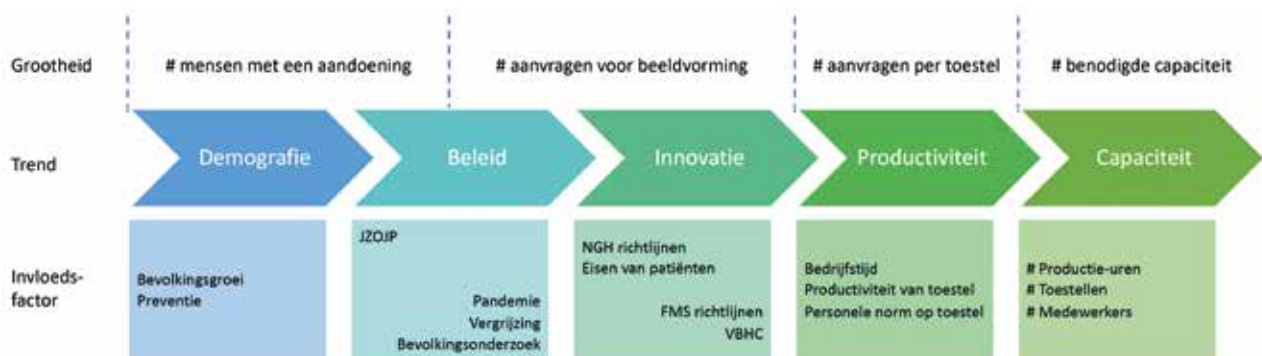 Grootheid
# mensen met een aandoening
# aanvragen voor beeldvorming
# aanvragen per toestel
# benodigde capaciteit
Trend
Demografie
Beleid
Innovatie
Productiviteit
Capaciteit
Invloeds-
factor
Bevolkingsgroei
Preventie
JZOJP
Pandemie
Vergrijzing
Bevolkingsonderzoek
NGH richtlijnen
Eisen van patiënten
FMS richtlijnen
VBHC
Bedrijfstijd
Productiviteit van toestel
Personele norm op toestel
# Productie-uren
# Toestellen
# Medewerkers